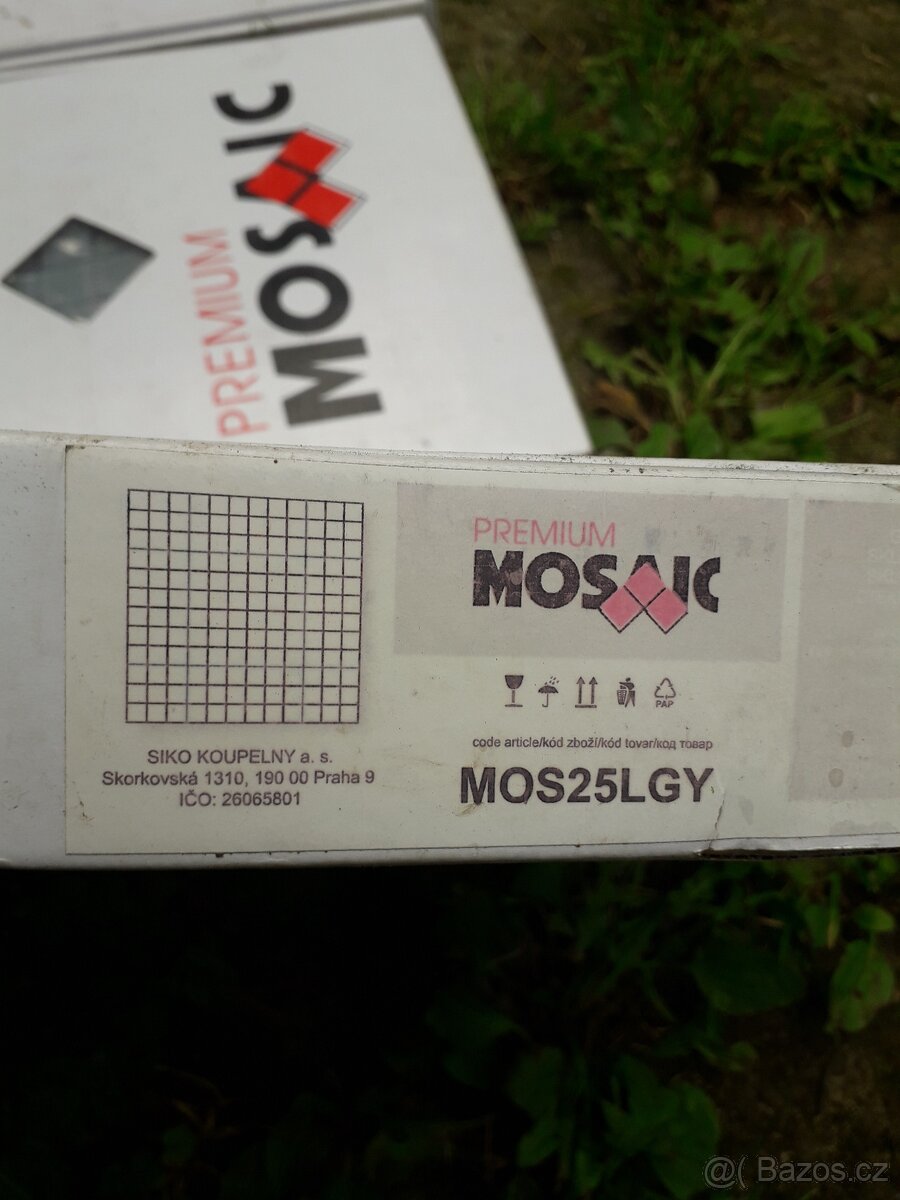 PREMIUM
MOSAIC
PREMIUM
MOSAIC
PAP
code article/kód zboží/kód tovar/код товар
MOS25LGY
SIKO KOUPELNY a. s.
Skorkovská 1310, 190 00 Praha 9
IČO: 26065801
@( Bazos.cz